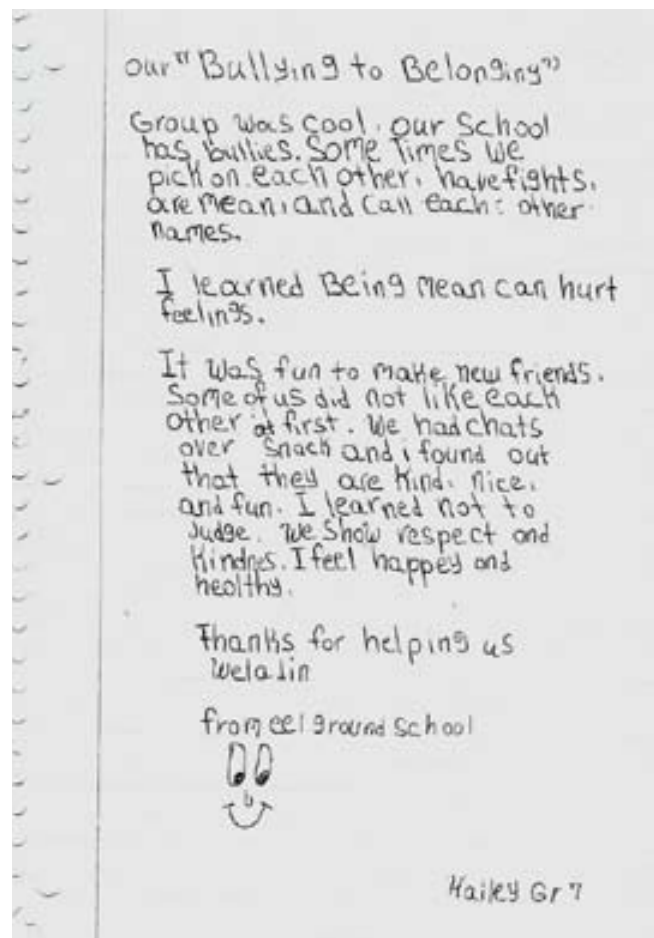 our "Bullying to Belonging"
Group was cool. our School
has bullies. Some Times we
pick on each other, have fights,
are mean, and call each other
names.
I learned Being mean can hurt
feelings.
It was fun to make new friends.
Some of us did not like each
other at first. We had chats
over snack and i found out
that they are kind, nice,
and fun. I learned not to
Judge. We Show respect and
Kindnes. I feel happey and
healthy.
Thanks for helping us
Weladin
from eel ground School
Hailey Gr 7